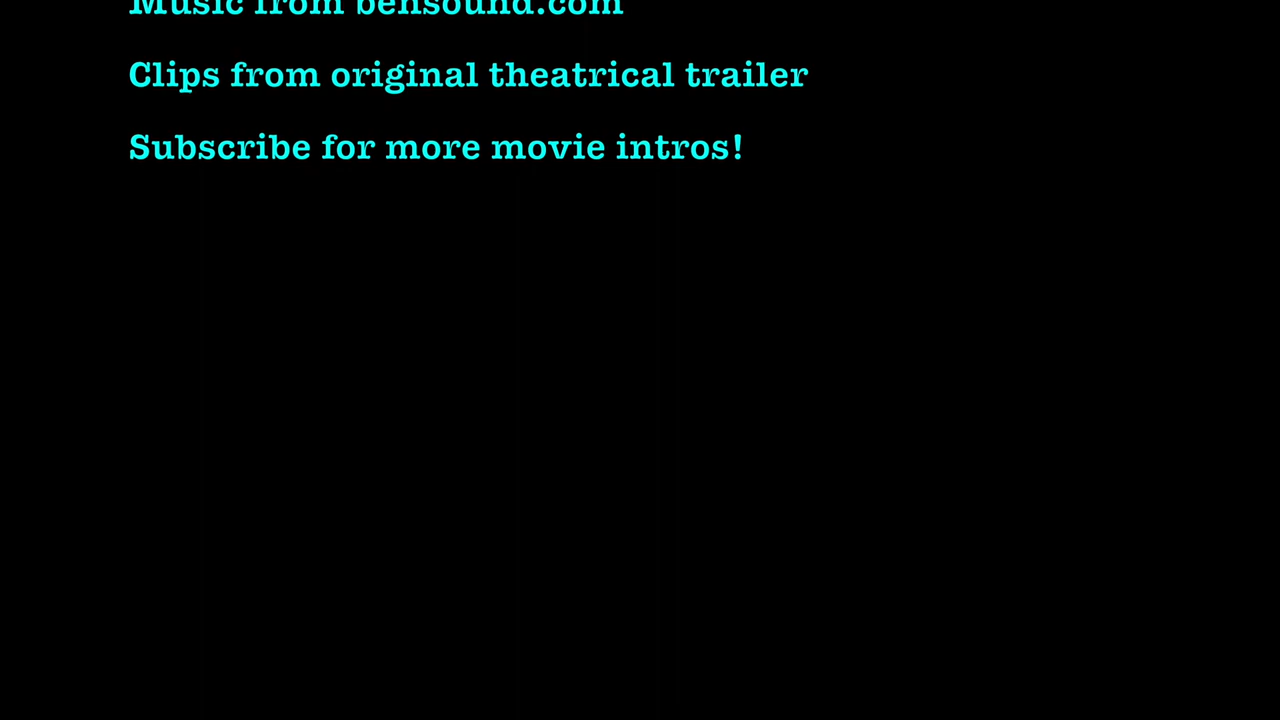 Music from bensound.com
Clips from original theatrical trailer
Subscribe for more movie intros!